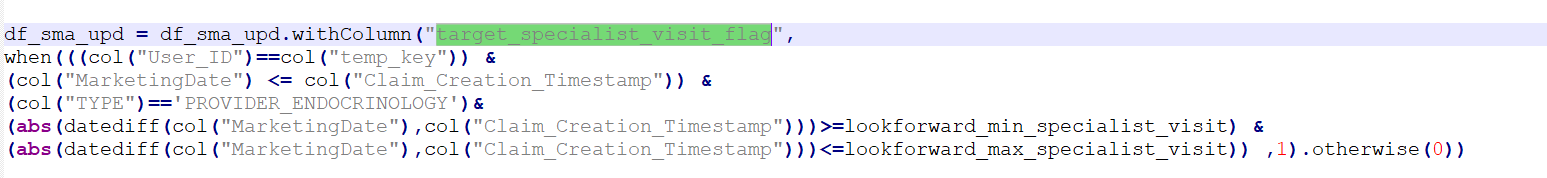 df_sma_upd = df_sma_upd.withColumn("target_specialist_visit_flag",
when(((col("User_ID")==col("temp_key")) &
(col("MarketingDate") <= col("Claim_Creation_Timestamp")) &
(col("TYPE")=='PROVIDER_ENDOCRINOLOGY')&
(abs(datediff(col("MarketingDate"),col("Claim_Creation_Timestamp")))>=lookforward_min_specialist_visit) &
(abs(datediff(col("MarketingDate"),col("Claim_Creation_Timestamp")))<=lookforward_max_specialist_visit)) ,1).otherwise(0))